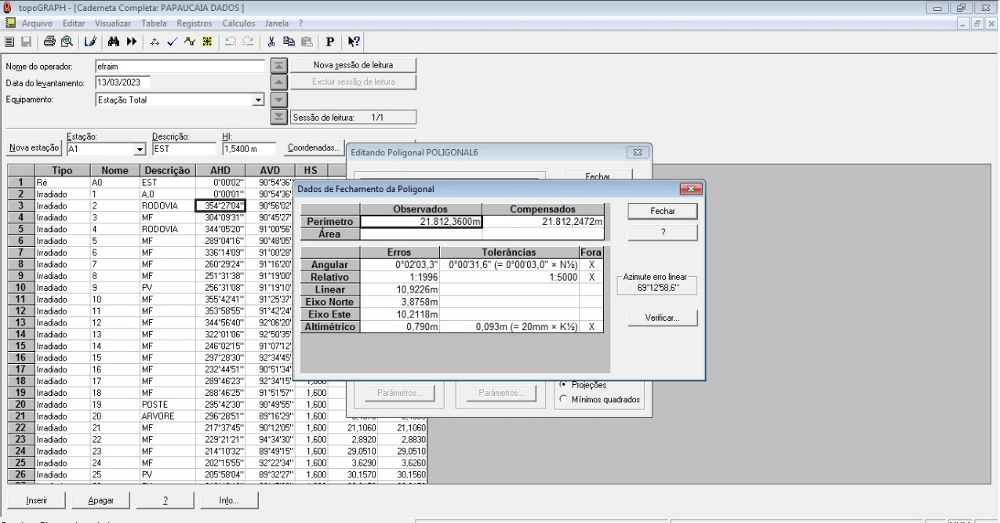 topoGRAPH - [Caderneta Completa: PAPAUCAIA DADOS ]
Arquivo Editar Visualizar Tabela Registros Cálculos Janela ?
Nome do operador: efraim
Nova sessão de leitura
Data do levantamento: 13/03/2023
Excluir sessão de leitura
Equipamento: Estação Total
Sessão de leitura: 1/1
Estação: Descrição: HI:
Nova estação A1 EST 1,5400 m Coordenadas...
Editando Poligonal POLIGONAL6
Fechar
Tipo Nome Descrição AHD AVD HS
1 Ré A0 EST 0°00'02" 90°54'36"
2 Irradiado 1 A.0 0°00'01" 90°54'36"
3 Irradiado 2 RODOVIA 354°27'04" 90°56'02"
4 Irradiado 3 MF 304°09'31" 90°45'27"
5 Irradiado 4 RODOVIA 344°05'20" 91°00'56"
6 Irradiado 5 MF 289°04'16" 90°48'05"
7 Irradiado 6 MF 336°14'09" 91°00'28"
8 Irradiado 7 MF 260°29'24" 91°16'20"
9 Irradiado 8 MF 251°31'38" 91°19'00"
10 Irradiado 9 PV 256°31'08" 91°19'10"
11 Irradiado 10 MF 355°42'41" 91°25'37"
12 Irradiado 11 MF 353°58'55" 91°42'24"
13 Irradiado 12 MF 344°56'40" 92°06'20"
14 Irradiado 13 MF 322°01'06" 92°50'35"
15 Irradiado 14 MF 246°02'15" 91°07'12"
16 Irradiado 15 MF 297°28'30" 92°34'45"
17 Irradiado 16 MF 232°44'51" 90°51'34"
18 Irradiado 17 MF 289°46'23" 92°34'15" 1,600
19 Irradiado 18 MF 288°46'25" 91°51'57" 1,600
20 Irradiado 19 POSTE 295°42'30" 90°49'55" 1,600
21 Irradiado 20 ARVORE 296°28'51" 89°16'29" 1,600
22 Irradiado 21 MF 217°37'45" 90°12'05" 1,600 21,1060 21,1060
23 Irradiado 22 MF 229°21'21" 94°34'30" 1,600 2,8920 2,8830
24 Irradiado 23 MF 214°10'32" 89°49'15" 1,600 29,0510 29,0510
25 Irradiado 24 MF 202°15'55" 92°22'34" 1,600 3,6290 3,6260
26 Irradiado 25 PV 205°58'04" 89°32'27" 1,600 30,1570 30,1560
Dados de Fechamento da Poligonal
Observados Compensados
Perímetro 21.812,3600m 21.812,2472m
Área
Fechar
?
Erros Tolerâncias Fora
Angular 0°02'03,3" 0°00'31,6" (= 0°00'03,0" × N½) X
Relativo 1:1996 1:5000 X
Linear 10,9226m
Eixo Norte 3,8758m
Eixo Este 10,2118m
Altimétrico 0,790m 0,093m (= 20mm × K½) X
Azimute erro linear
69°12'58,6"
Verificar...
Parâmetros... Parâmetros...
Projeções
Mínimos quadrados
Inserir Apagar ? Info...